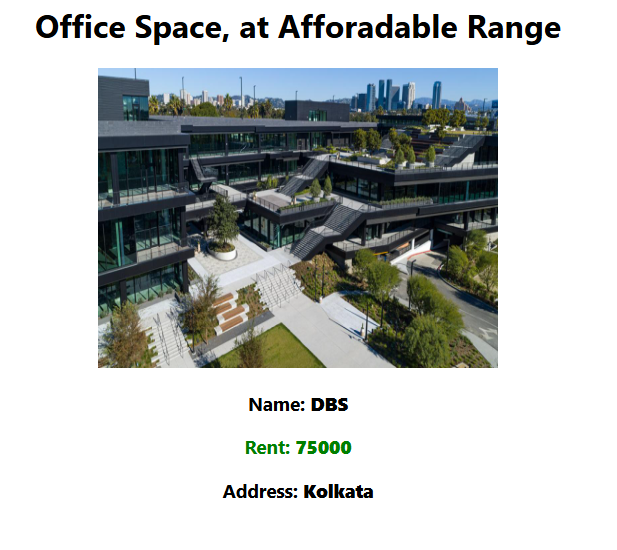 Office Space, at Afforadable Range
Name: DBS
Rent: 75000
Address: Kolkata